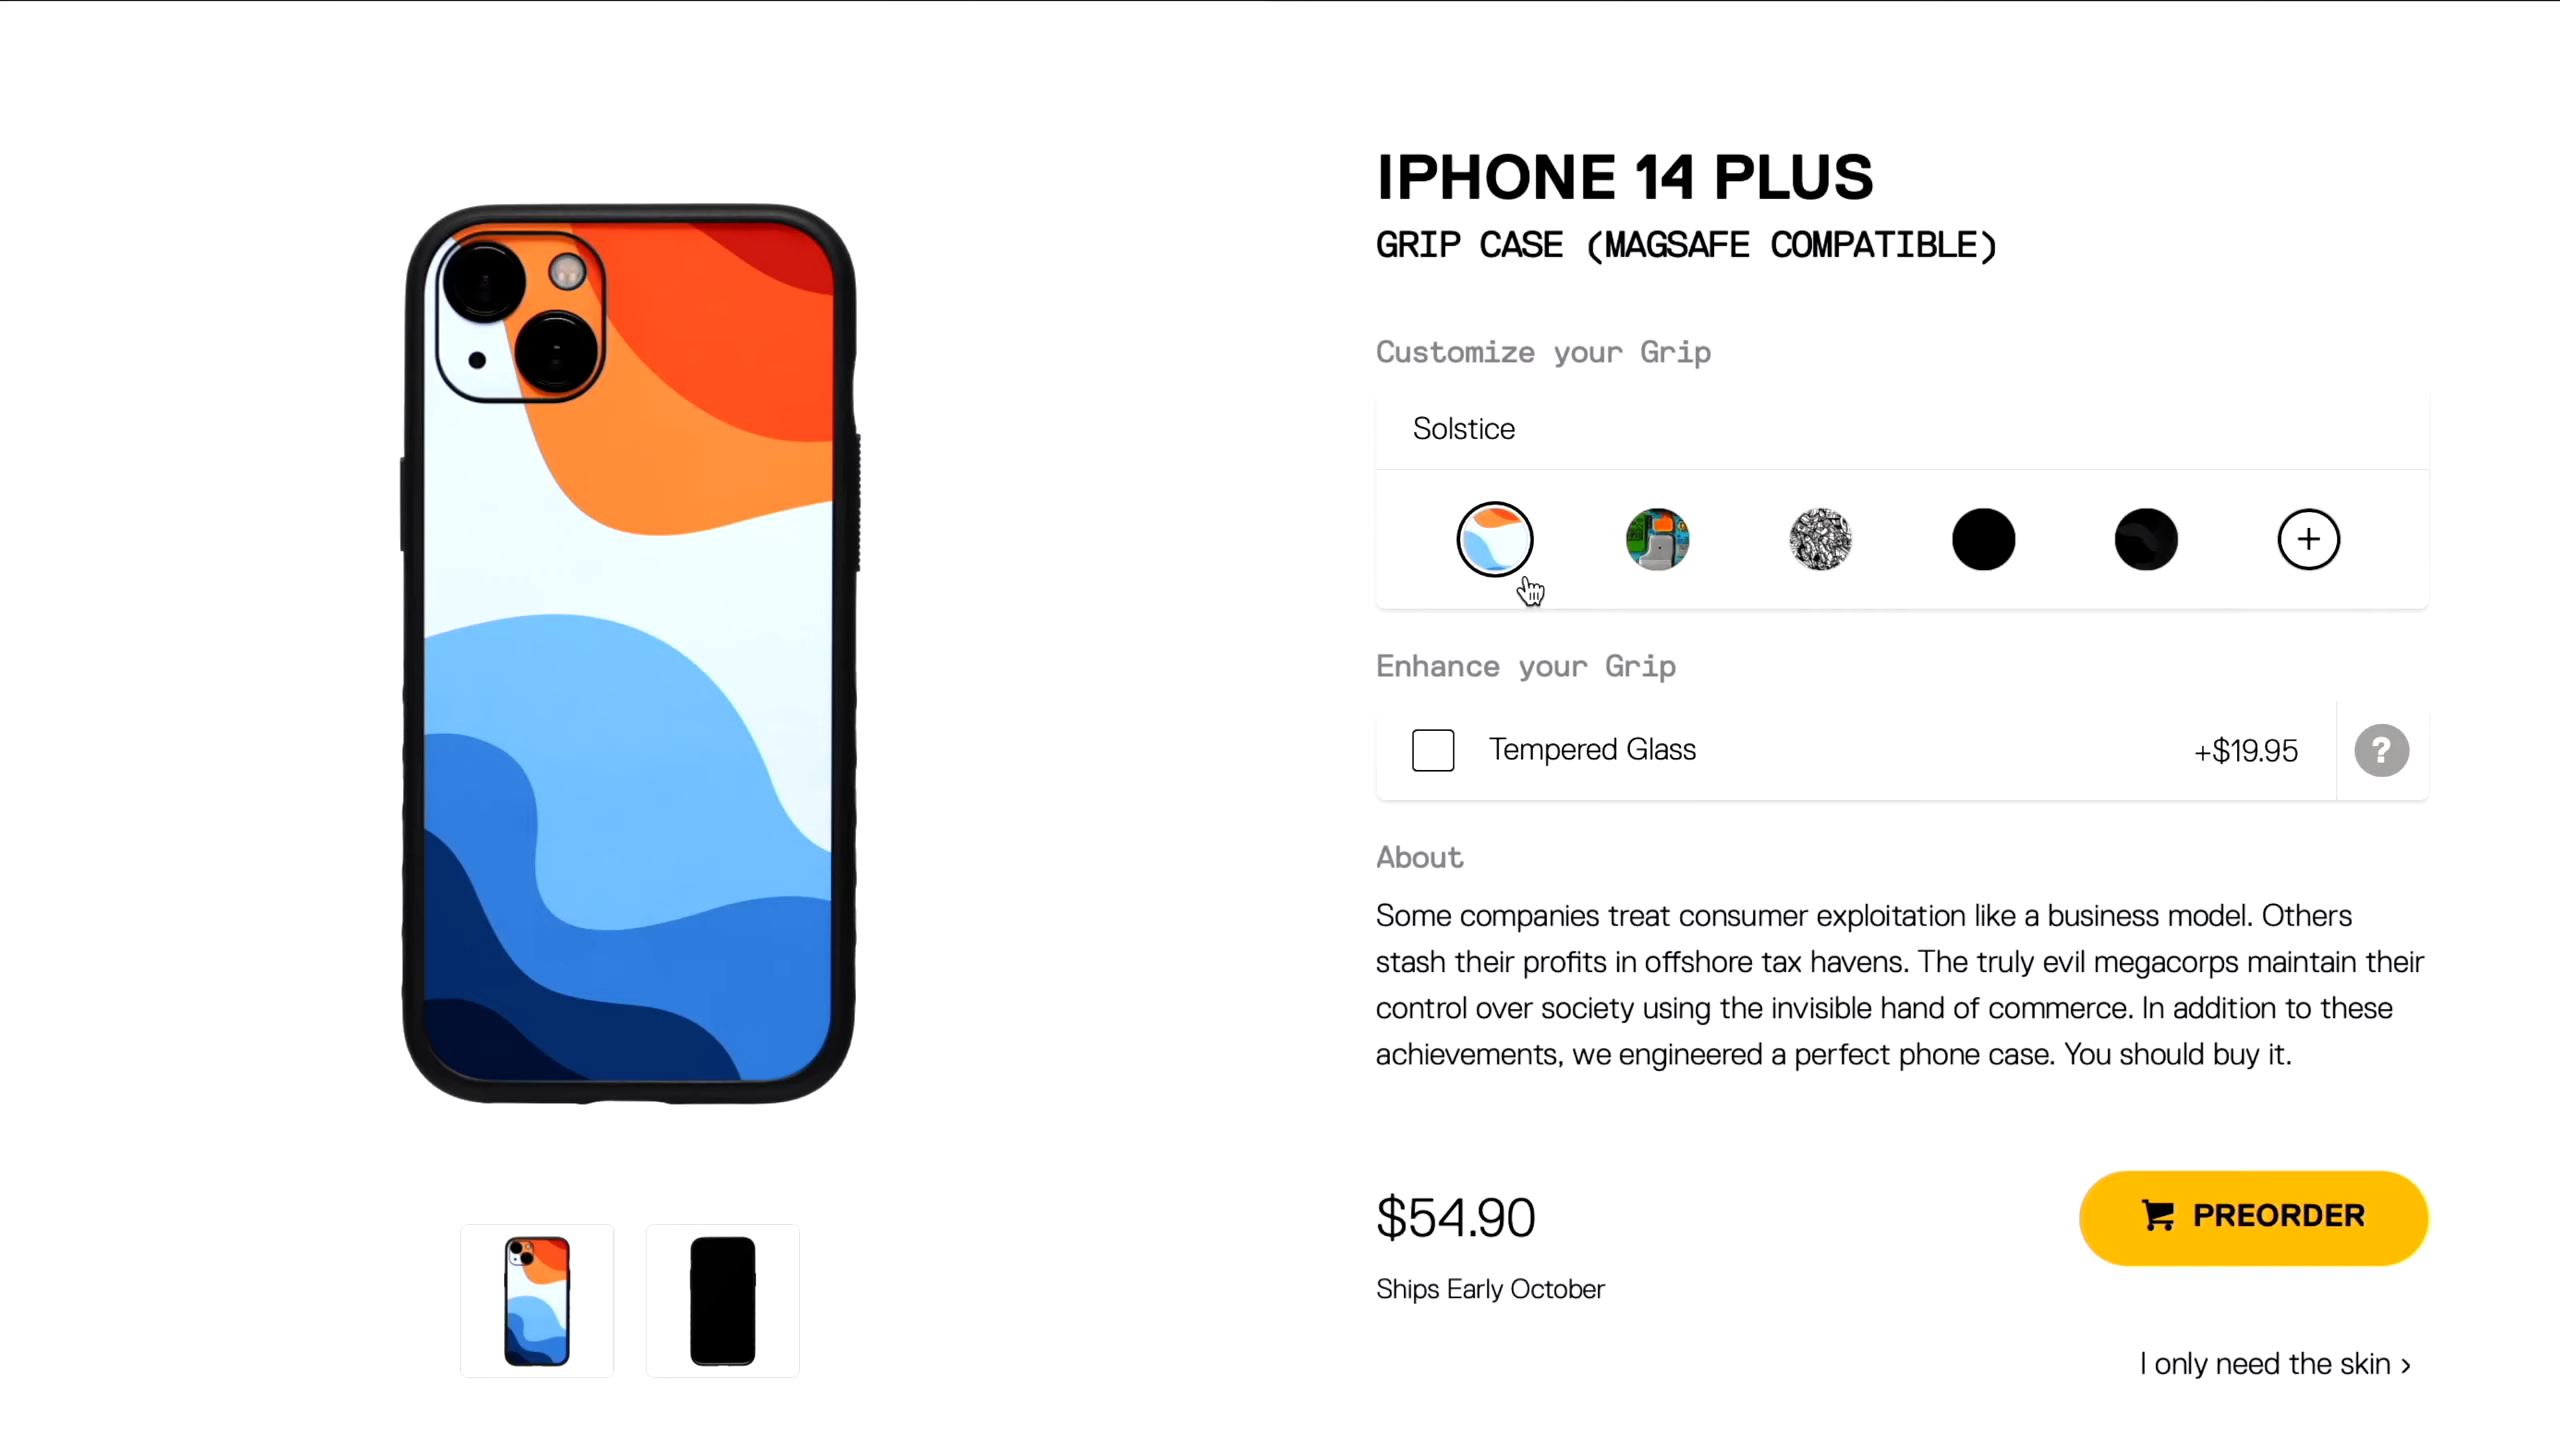 IPHONE 14 PLUS
GRIP CASE (MAGSAFE COMPATIBLE)
Customize your Grip
Solstice
Enhance your Grip
Tempered Glass +$19.95 ?
About
Some companies treat consumer exploitation like a business model. Others
stash their profits in offshore tax havens. The truly evil megacorps maintain their
control over society using the invisible hand of commerce. In addition to these
achievements, we engineered a perfect phone case. You should buy it.
$54.90 PREORDER
Ships Early October
I only need the skin ›